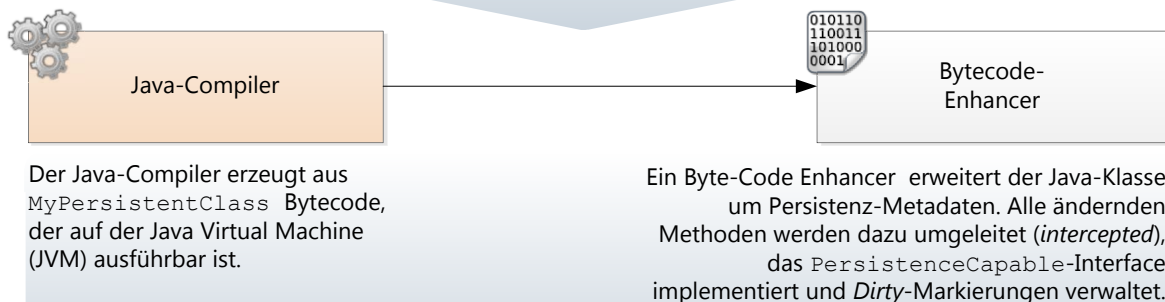 010110
110011
101000
0001
Java-Compiler
Bytecode-
Enhancer
Der Java-Compiler erzeugt aus
MyPersistentClass Bytecode,
der auf der Java Virtual Machine
(JVM) ausführbar ist.
Ein Byte-Code Enhancer erweitert der Java-Klasse
um Persistenz-Metadaten. Alle ändernden
Methoden werden dazu umgeleitet (intercepted),
das PersistenceCapable-Interface
implementiert und Dirty-Markierungen verwaltet.